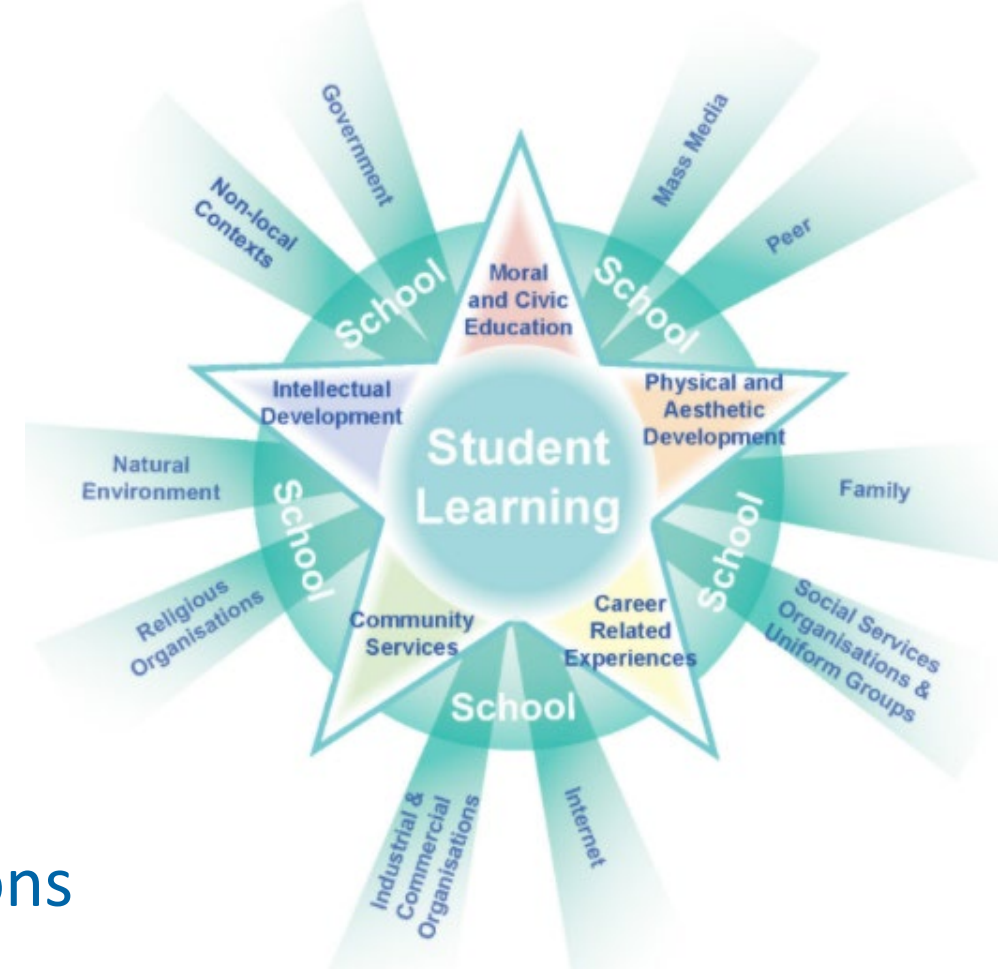 Government
Mass Media
Non-local
Contexts
Peer
School
School
Moral
and Civic
Education
Intellectual
Development
Physical and
Aesthetic
Development
Student
Learning
Natural
Environment
Family
School
School
Religious
Organisations
Community
Services
Career
Related
Experiences
Social Services
Organisations &
Uniform Groups
School
Industrial &
Commercial
Organisations
Internet
ons